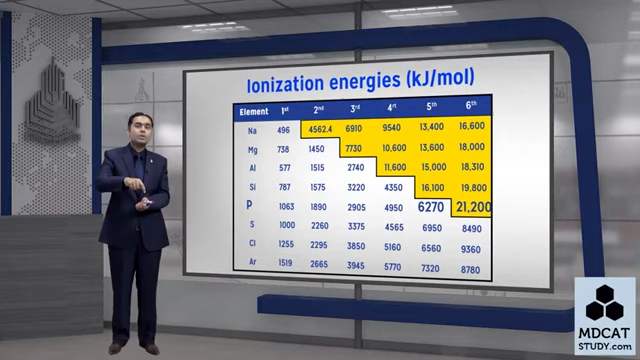 Ionization energies (kJ/mol)
Element 1st 2nd 3rd 4rt 5th 6th
Na 496 4562.4 6910 9540 13,400 16,600
Mg 738 1450 7730 10,600 13,600 18,000
Al 577 1515 2740 11,600 15,000 18,310
Si 787 1575 3220 4350 16,100 19,800
P 1063 1890 2905 4950 6270 21,200
S 1000 2260 3375 4565 6950 8490
Cl 1255 2295 3850 5160 6560 9360
Ar 1519 2665 3945 5770 7320 8780
MDCAT
STUDY.com